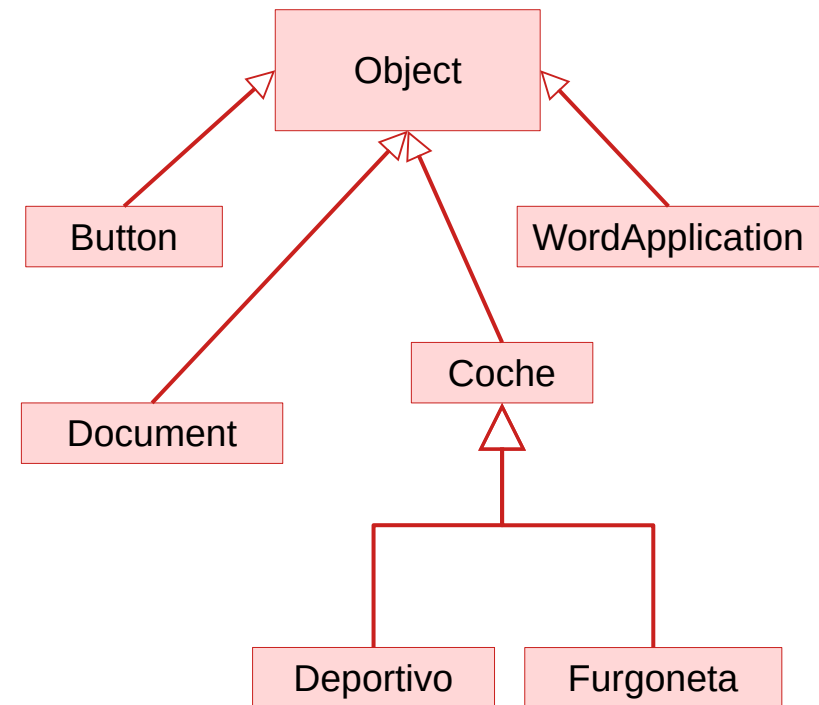 Object
Button
WordApplication
Coche
Document
Deportivo
Furgoneta